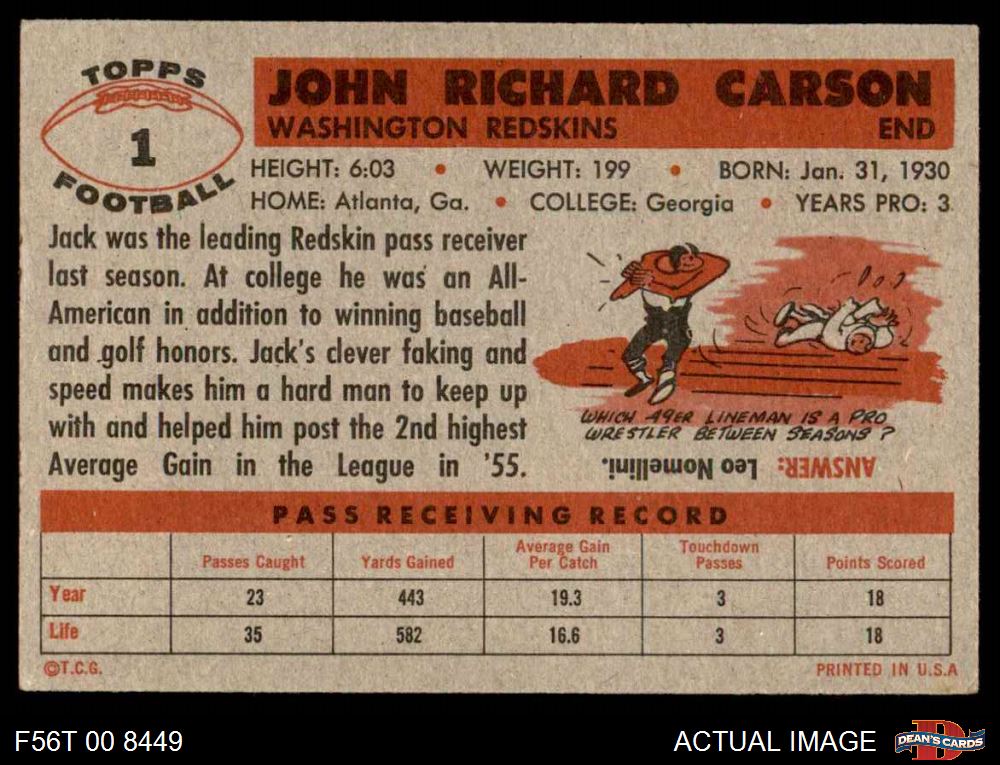 TOPPS
1
FOOTBALL
JOHN RICHARD CARSON
WASHINGTON REDSKINS END
HEIGHT: 6:03 • WEIGHT: 199 • BORN: Jan. 31, 1930
HOME: Atlanta, Ga. • COLLEGE: Georgia • YEARS PRO: 3
Jack was the leading Redskin pass receiver
last season. At college he was an All-
American in addition to winning baseball
and golf honors. Jack's clever faking and
speed makes him a hard man to keep up
with and helped him post the 2nd highest
Average Gain in the League in '55.
WHICH 49ER LINEMAN IS A PRO
WRESTLER BETWEEN SEASONS?
ANSWER: Leo Nomellini.
PASS RECEIVING RECORD
Passes Caught Yards Gained Average Gain Per Catch Touchdown Passes Points Scored
Year 23 443 19.3 3 18
Life 35 582 16.6 3 18
©T.C.G. PRINTED IN U.S.A
F56T 00 8449 ACTUAL IMAGE DEAN'S CARDS